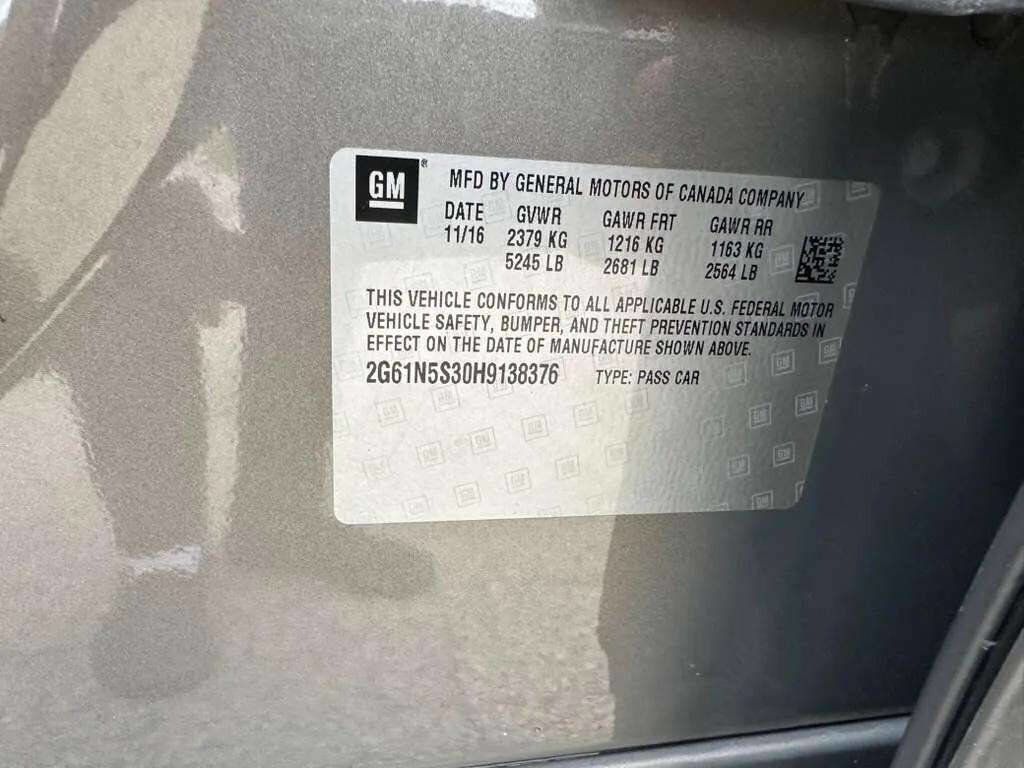 GM®
MFD BY GENERAL MOTORS OF CANADA COMPANY
DATE GVWR GAWR FRT GAWR RR
11/16 2379 KG 1216 KG 1163 KG
5245 LB 2681 LB 2564 LB
THIS VEHICLE CONFORMS TO ALL APPLICABLE U.S. FEDERAL MOTOR
VEHICLE SAFETY, BUMPER, AND THEFT PREVENTION STANDARDS IN
EFFECT ON THE DATE OF MANUFACTURE SHOWN ABOVE.
2G61N5S30H9138376 TYPE: PASS CAR